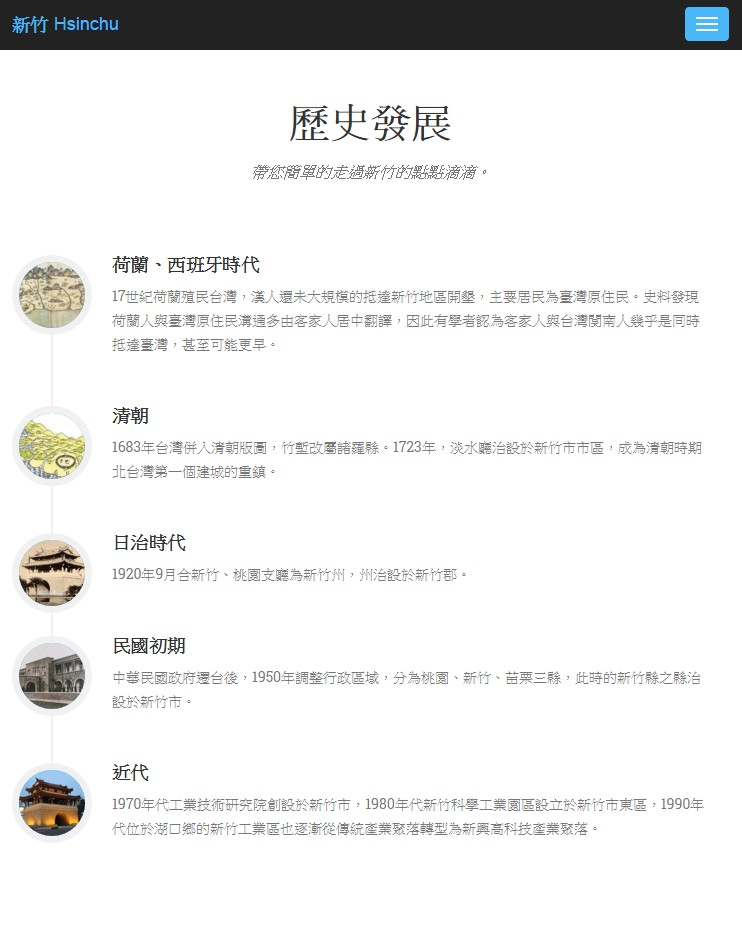 新竹 Hsinchu
歷史發展
帶您簡單的走過新竹的點點滴滴。
荷蘭、西班牙時代
17世紀荷蘭殖民台灣，漢人還未大規模的抵達新竹地區開墾，主要居民為臺灣原住民。史料發現
荷蘭人與臺灣原住民溝通多由客家人居中翻譯，因此有學者認為客家人與台灣閩南人幾乎是同時
抵達臺灣，甚至可能更早。
清朝
1683年台灣併入清朝版圖，竹塹改屬諸羅縣。1723年，淡水廳治設於新竹市市區，成為清朝時期
北台灣第一個建城的重鎮。
日治時代
1920年9月合新竹、桃園支廳為新竹州，州治設於新竹郡。
民國初期
中華民國政府遷台後，1950年調整行政區域，分為桃園、新竹、苗栗三縣，此時的新竹縣之縣治
設於新竹市。
近代
1970年代工業技術研究院創設於新竹市，1980年代新竹科學工業園區設立於新竹市東區，1990年
代位於湖口鄉的新竹工業區也逐漸從傳統產業聚落轉型為新興高科技產業聚落。